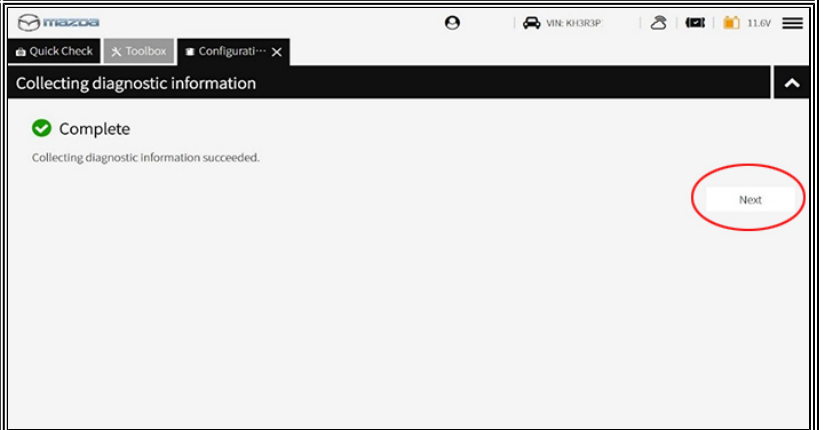 mazda VIN: KH3R3P: 11.6V
Quick Check Toolbox Configurati··· X
Collecting diagnostic information
Complete
Collecting diagnostic information succeeded.
Next